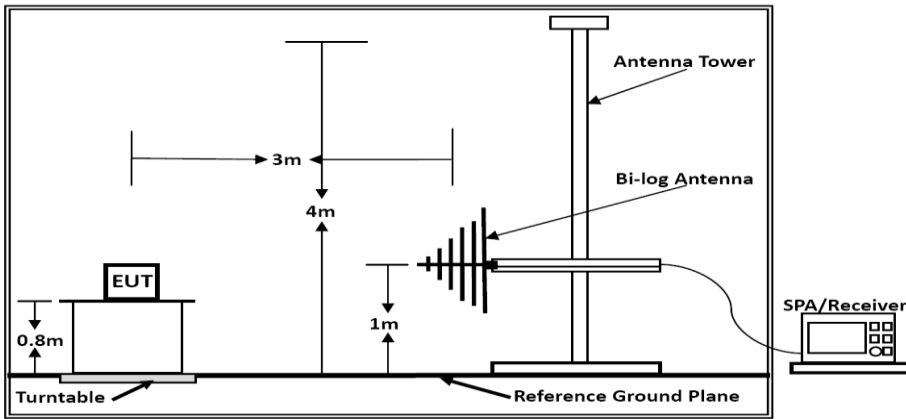 Antenna Tower
3m
Bi-log Antenna
4m
EUT
SPA/Receiver
0.8m
1m
Turntable
Reference Ground Plane